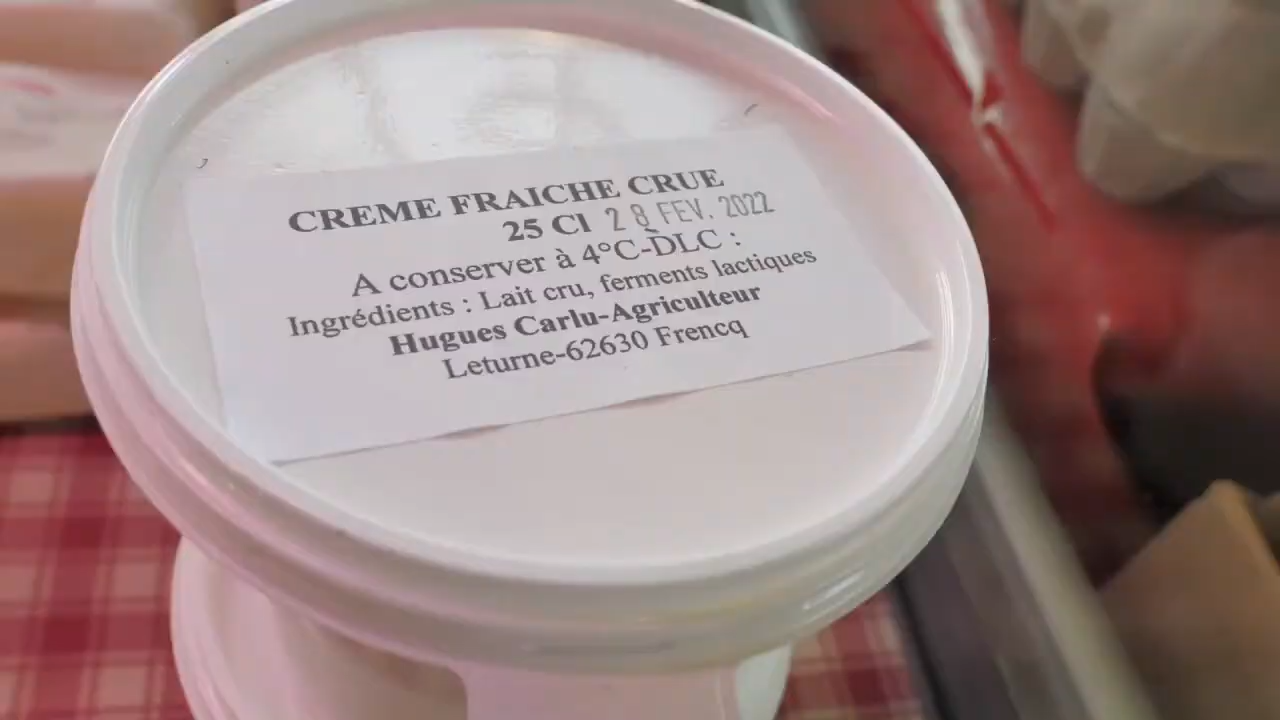 CREME FRAICHE CRUE
25 Cl 28 FEV. 2022
A conserver à 4°C-DLC :
Ingrédients : Lait cru, ferments lactiques
Hugues Carlu-Agriculteur
Leturne-62630 Frencq